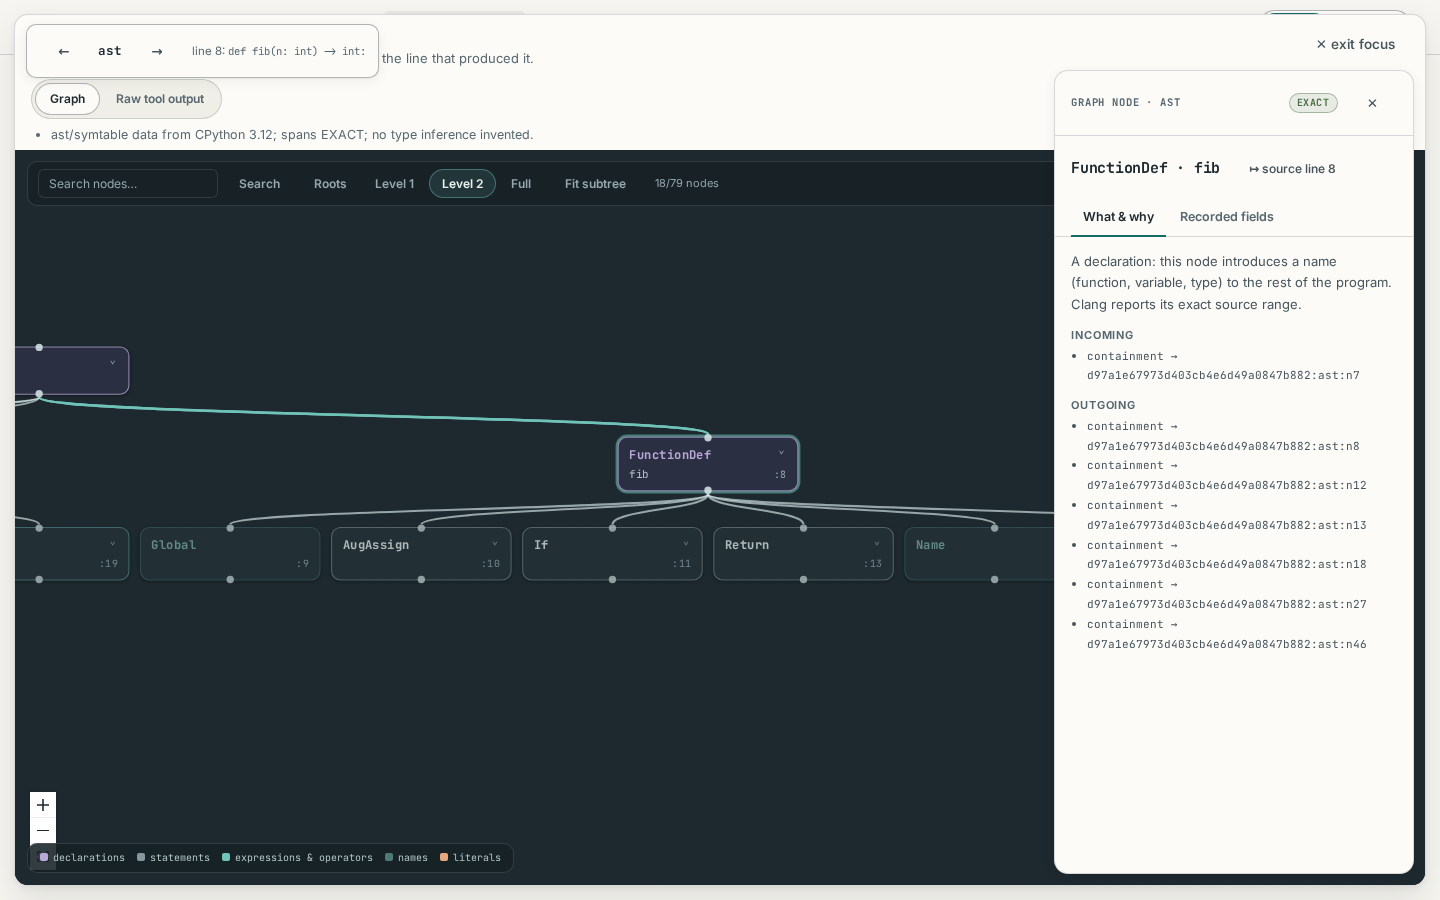 ← ast → line 8: def fib(n: int) → int:
the line that produced it.
× exit focus
Graph Raw tool output
• ast/symtable data from CPython 3.12; spans EXACT; no type inference invented.
Search nodes... Search Roots Level 1 Level 2 Full Fit subtree 18/79 nodes
FunctionDef
fib :8
:19
Global
:9
AugAssign
:10
If
:11
Return
:13
Name
+
−
declarations statements expressions & operators names literals
GRAPH NODE · AST EXACT ×
FunctionDef · fib ↦ source line 8
What & why Recorded fields
A declaration: this node introduces a name
(function, variable, type) to the rest of the program.
Clang reports its exact source range.
INCOMING
• containment →
d97a1e67973d403cb4e6d49a0847b882:ast:n7
OUTGOING
• containment →
d97a1e67973d403cb4e6d49a0847b882:ast:n8
• containment →
d97a1e67973d403cb4e6d49a0847b882:ast:n12
• containment →
d97a1e67973d403cb4e6d49a0847b882:ast:n13
• containment →
d97a1e67973d403cb4e6d49a0847b882:ast:n18
• containment →
d97a1e67973d403cb4e6d49a0847b882:ast:n27
• containment →
d97a1e67973d403cb4e6d49a0847b882:ast:n46